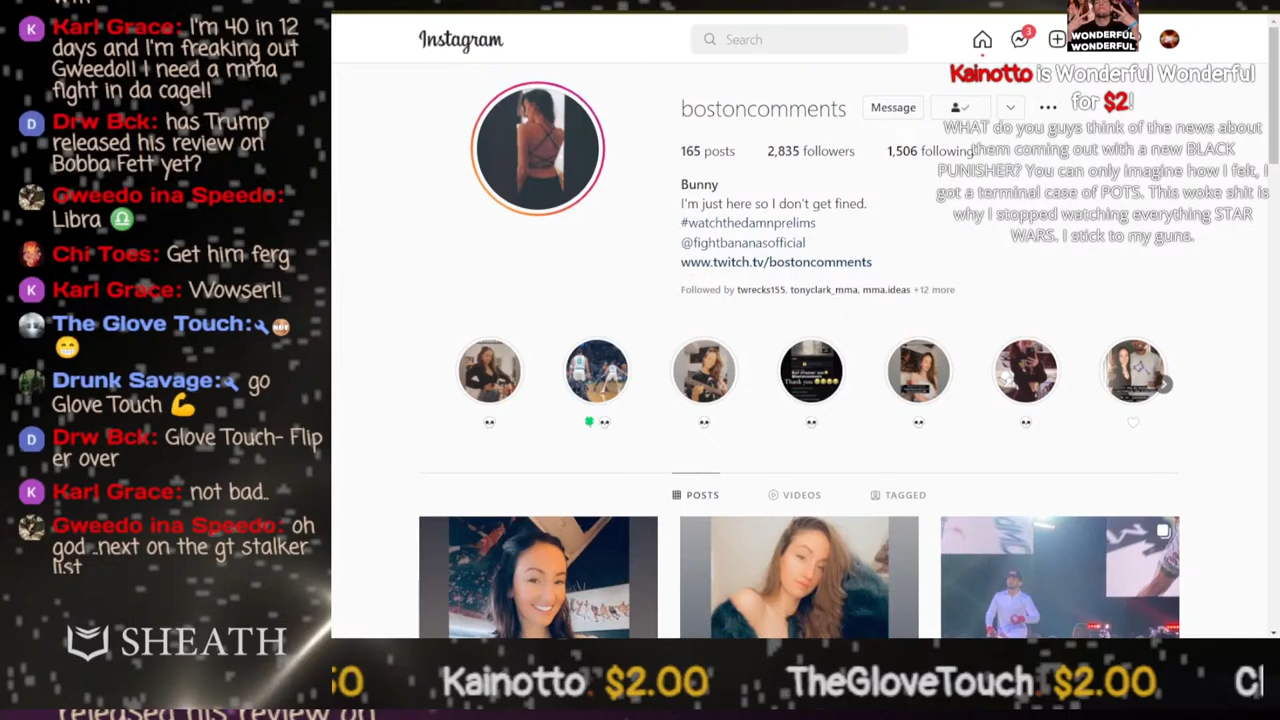 Karl Grace: I'm 40 in 12
days and I'm freaking out
Gweedo!! I need a mma
fight in da cage!!
Drw Bck: has Trump
released his review on
Bobba Fett yet?
Gweedo ina Speedo:
Libra ♎
Chi Toes: Get him ferg
Karl Grace: Wowser!!
The Glove Touch:
Drunk Savage: go
Glove Touch 💪
Drw Bck: Glove Touch- Flip
er over
Karl Grace: not bad..
Gweedo ina Speedo: oh
god ..next on the gt stalker
list
SHEATH
released his review on
Instagram
Search
3
WONDERFUL
WONDERFUL
Kainotto is Wonderful Wonderful
for $2!
WHAT do you guys think of the news about
them coming out with a new BLACK
PUNISHER? You can only imagine how I felt, I
got a terminal case of POTS. This woke shit is
why I stopped watching everything STAR
WARS. I stick to my guns.
bostoncomments
Message
165 posts 2,835 followers 1,506 following
Bunny
I'm just here so I don't get fined.
#watchthedamnprelims
@fightbananasofficial
www.twitch.tv/bostoncomments
Followed by twrecks155, tonyclark_mma, mma.ideas +12 more
Thank you
POSTS VIDEOS TAGGED
50 Kainotto $2.00 TheGloveTouch $2.00